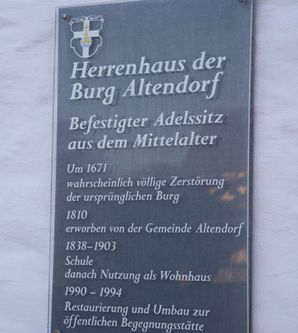 Herrenhaus der
Burg Altendorf
Befestigter Adelssitz
aus dem Mittelalter
Um 1671
wahrscheinlich völlige Zerstörung
der ursprünglichen Burg
1810
erworben von der Gemeinde Altendorf
1838–1903
Schule
danach Nutzung als Wohnhaus
1990 – 1994
Restaurierung und Umbau zur
öffentlichen Begegnungsstätte